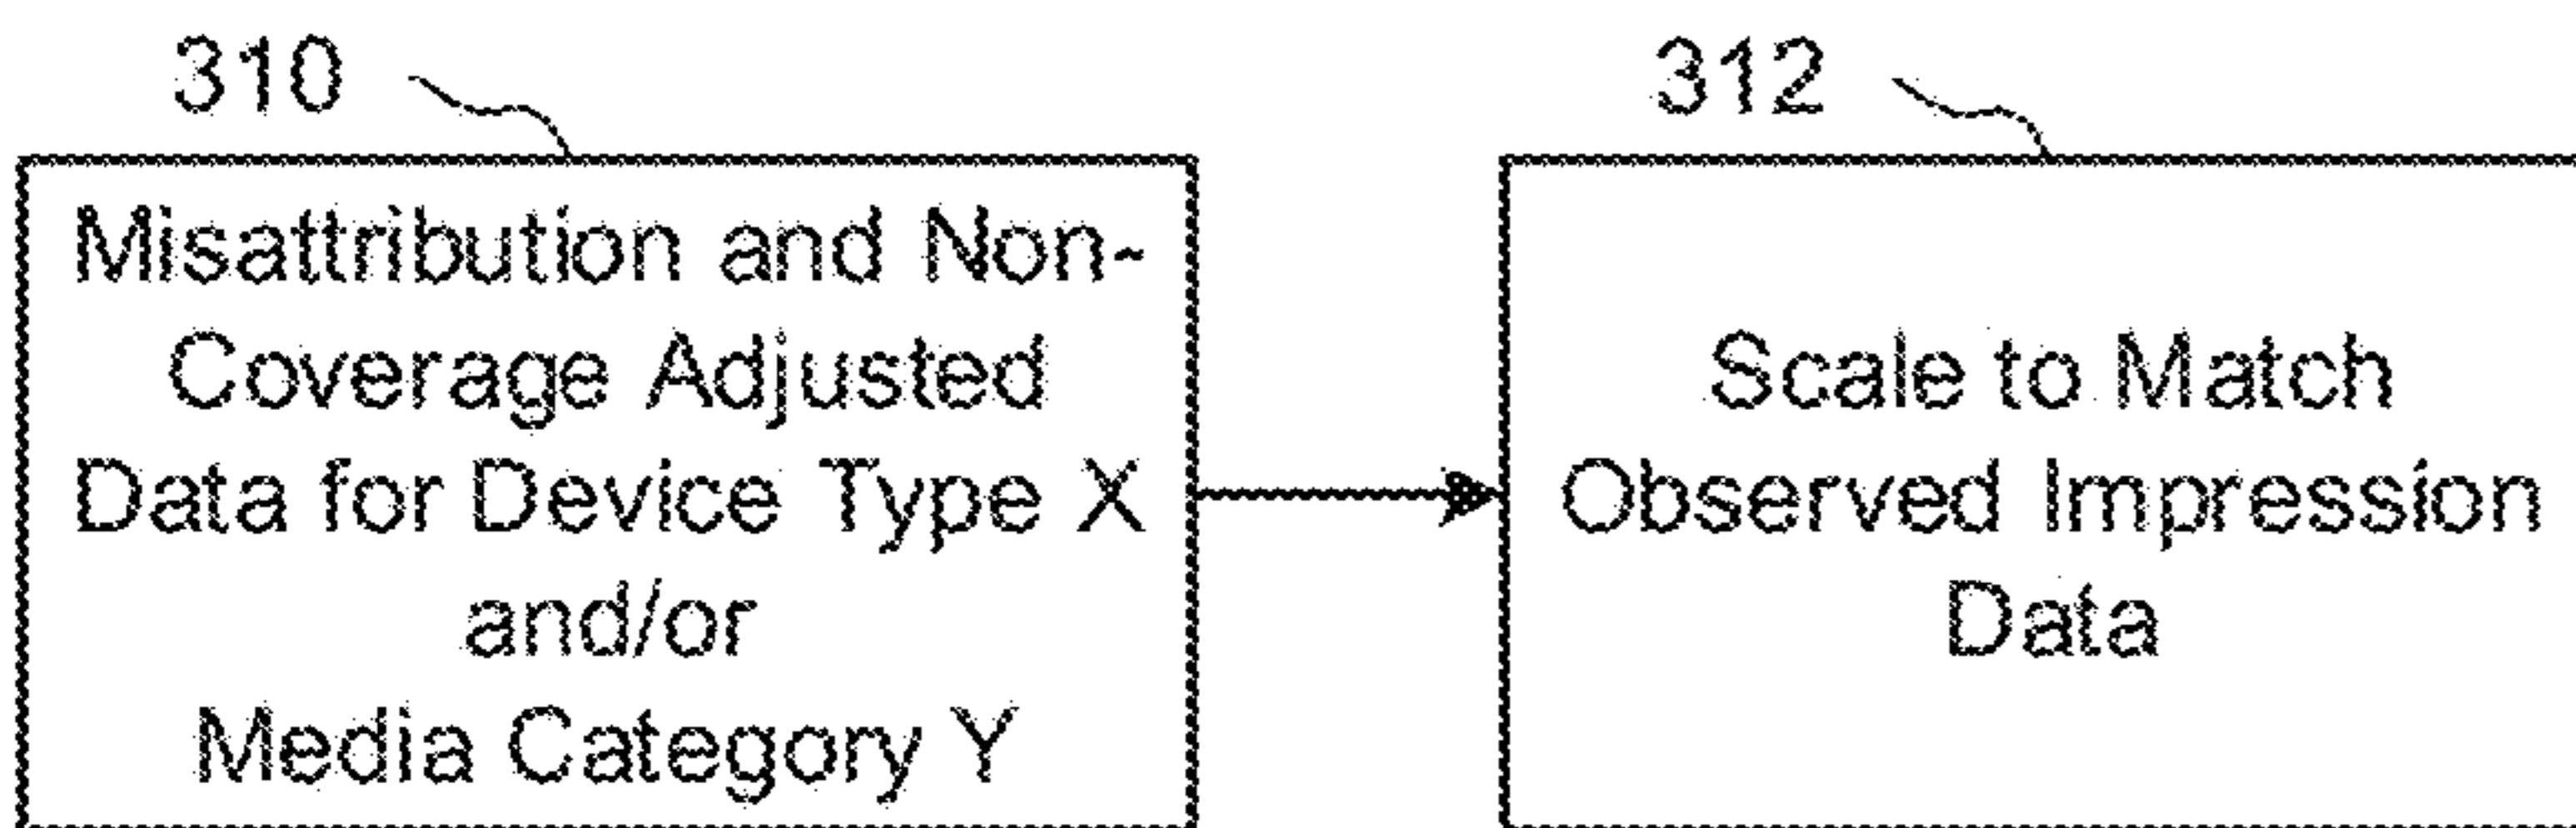 310
312
Misattribution and Non-
Coverage Adjusted
Data for Device Type X
and/or
Media Category Y
Scale to Match
Observed Impression
Data